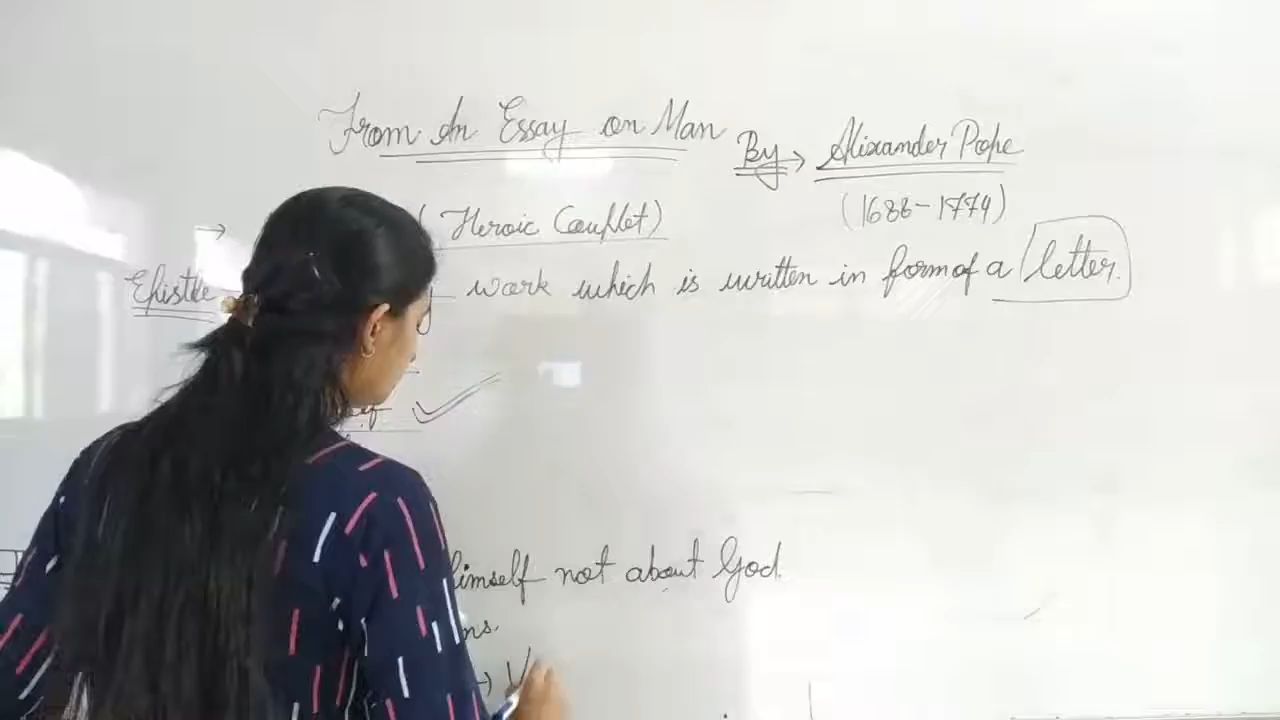 From An Essay on Man By → Alixander Pope
(1688-1774)
→ ( Heroic Couplet)
Epistle work which is written in form of a letter.
himself not about God.